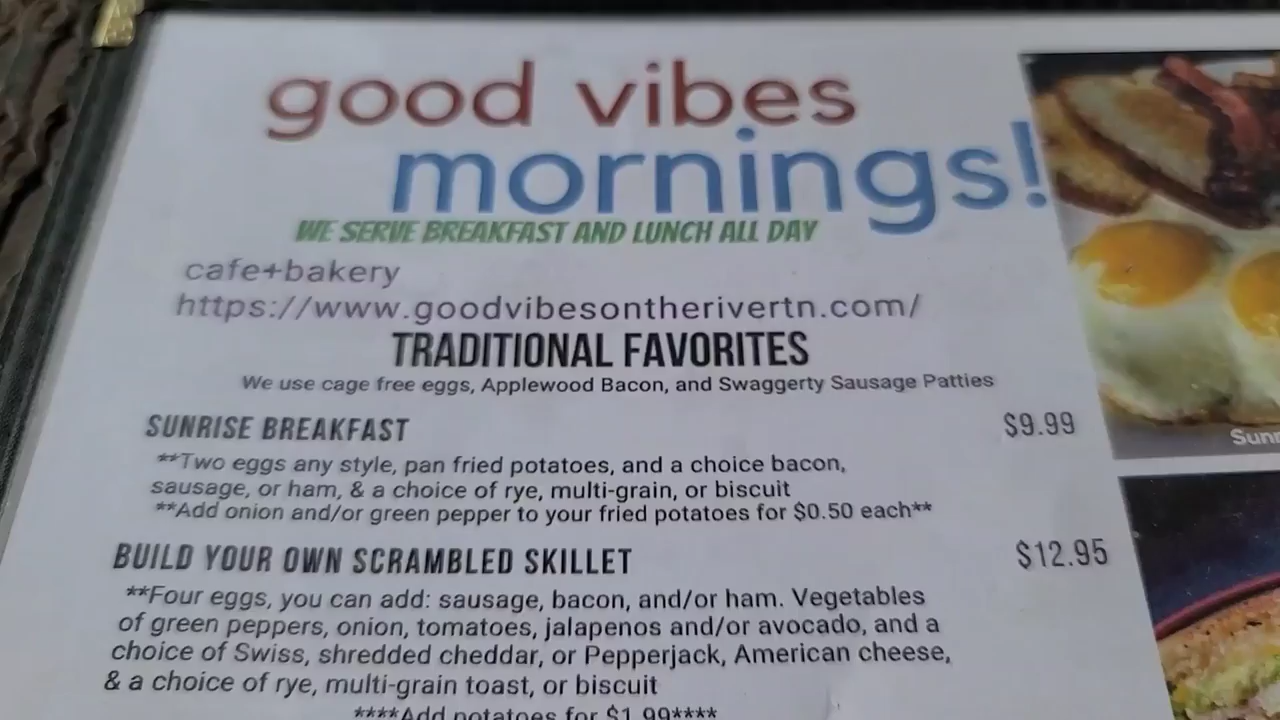 good vibes
mornings!
WE SERVE BREAKFAST AND LUNCH ALL DAY
cafe+bakery
https://www.goodvibesontherivertn.com/
TRADITIONAL FAVORITES
We use cage free eggs, Applewood Bacon, and Swaggerty Sausage Patties
SUNRISE BREAKFAST $9.99
**Two eggs any style, pan fried potatoes, and a choice bacon,
sausage, or ham, & a choice of rye, multi-grain, or biscuit
**Add onion and/or green pepper to your fried potatoes for $0.50 each**
BUILD YOUR OWN SCRAMBLED SKILLET $12.95
**Four eggs, you can add: sausage, bacon, and/or ham. Vegetables
of green peppers, onion, tomatoes, jalapenos and/or avocado, and a
choice of Swiss, shredded cheddar, or Pepperjack, American cheese,
& a choice of rye, multi-grain toast, or biscuit
****Add potatoes for $1.99****